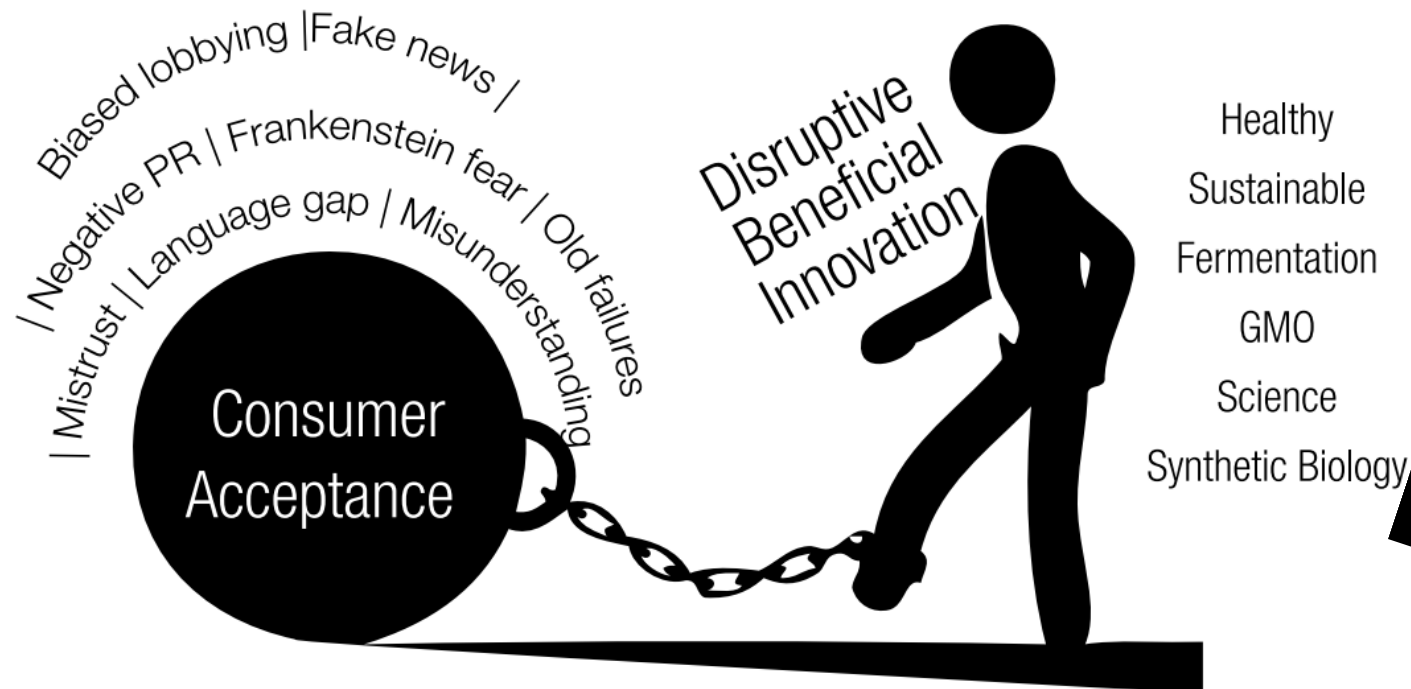 Biased lobbying |Fake news |
| Negative PR | Frankenstein fear | Old failures
| Mistrust | Language gap | Misunderstanding
Consumer
Acceptance
Disruptive
Beneficial
Innovation
Healthy
Sustainable
Fermentation
GMO
Science
Synthetic Biology